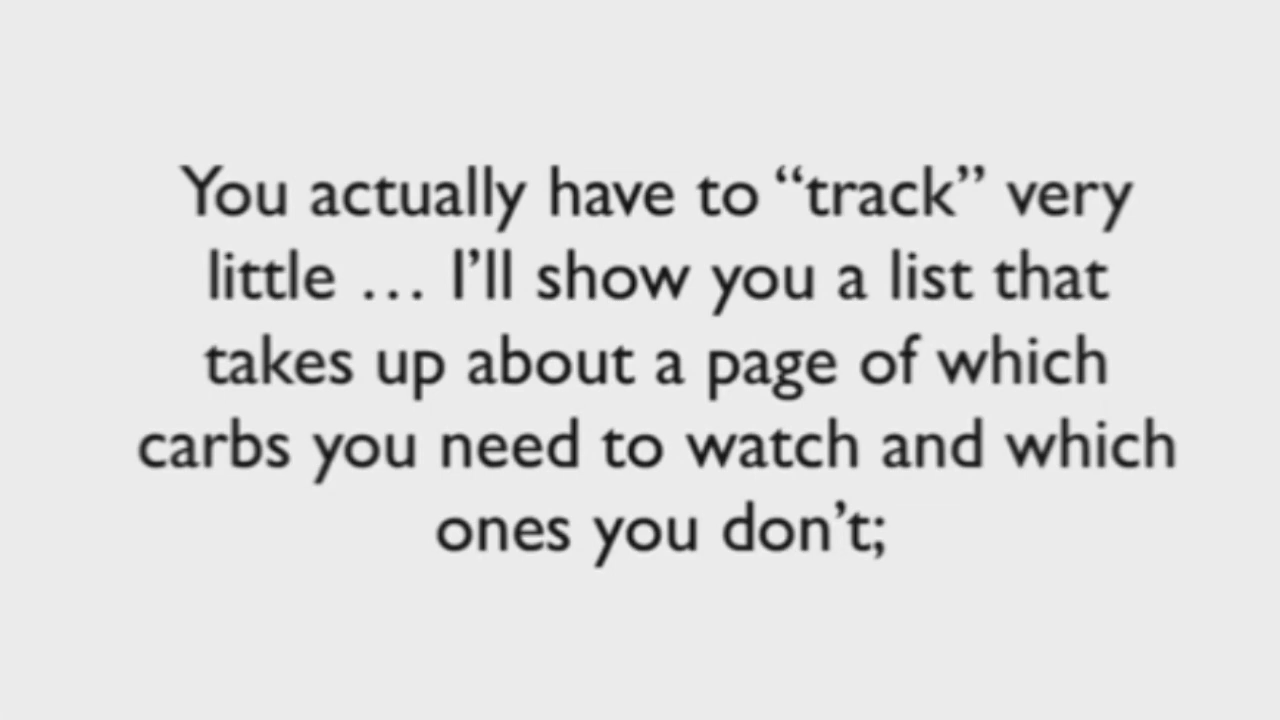 You actually have to “track” very
little … I’ll show you a list that
takes up about a page of which
carbs you need to watch and which
ones you don’t;